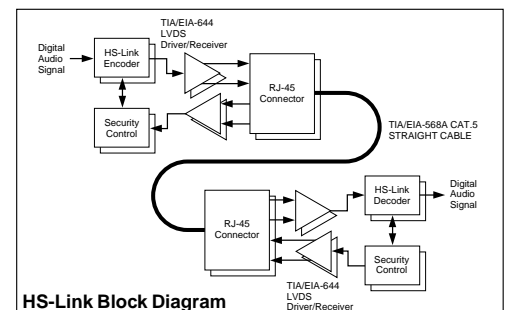 TIA/EIA-644
LVDS
Driver/Receiver
Digital
Audio
Signal
HS-Link
Encoder
RJ-45
Connector
Security
Control
TIA/EIA-568A CAT.5
STRAIGHT CABLE
RJ-45
Connector
HS-Link
Decoder
Digital
Audio
Signal
Security
Control
TIA/EIA-644
LVDS
Driver/Receiver
HS-Link Block Diagram